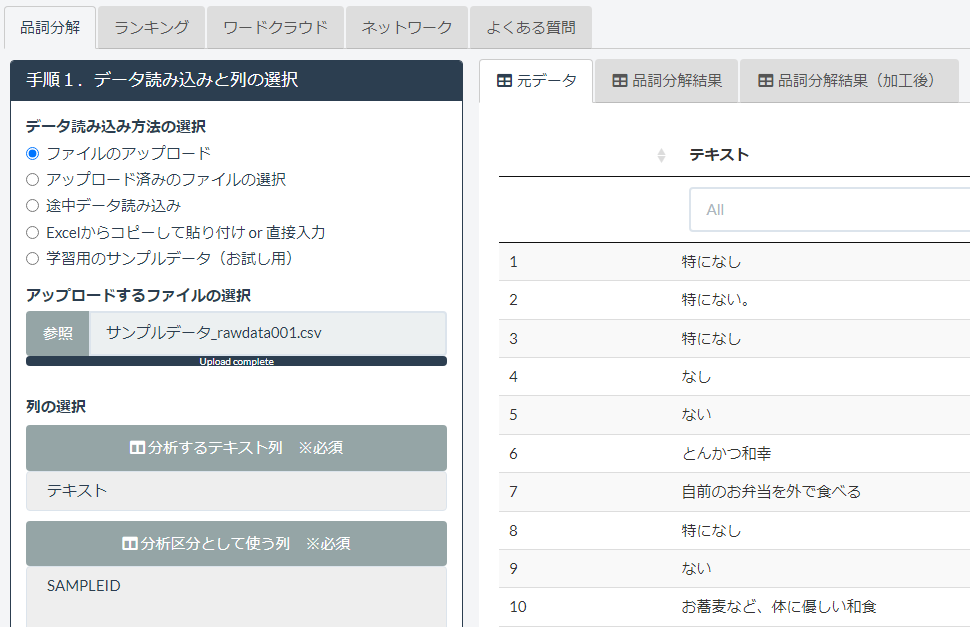 品詞分解 ランキング ワードクラウド ネットワーク よくある質問
手順１．データ読み込みと列の選択
データ読み込み方法の選択
ファイルのアップロード
アップロード済みのファイルの選択
途中データ読み込み
Excelからコピーして貼り付け or 直接入力
学習用のサンプルデータ（お試し用）
アップロードするファイルの選択
参照 サンプルデータ_rawdata001.csv
Upload complete
列の選択
分析するテキスト列　※必須
テキスト
分析区分として使う列　※必須
SAMPLEID
元データ 品詞分解結果 品詞分解結果（加工後）
テキスト
All
1 特になし
2 特にない。
3 特になし
4 なし
5 ない
6 とんかつ和幸
7 自前のお弁当を外で食べる
8 特になし
9 ない
10 お蕎麦など、体に優しい和食